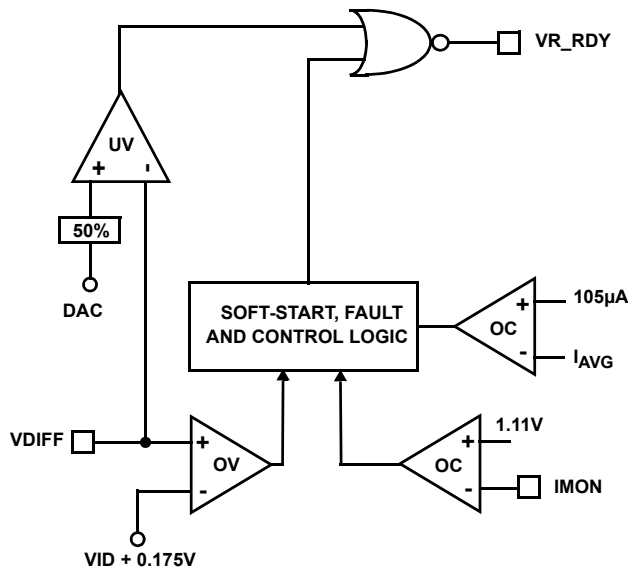 VR_RDY
UV
+ -
50%
DAC
SOFT-START, FAULT
AND CONTROL LOGIC
+ 105µA
OC
- IAVG
VDIFF
+
OV
-
VID + 0.175V
1.11V
+
OC
-
IMON